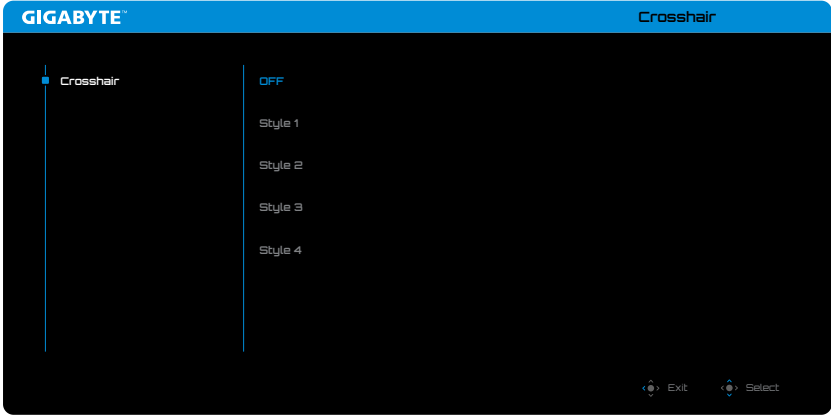 GIGABYTE™ Crosshair
Crosshair OFF
Style 1
Style 2
Style 3
Style 4
Exit Select